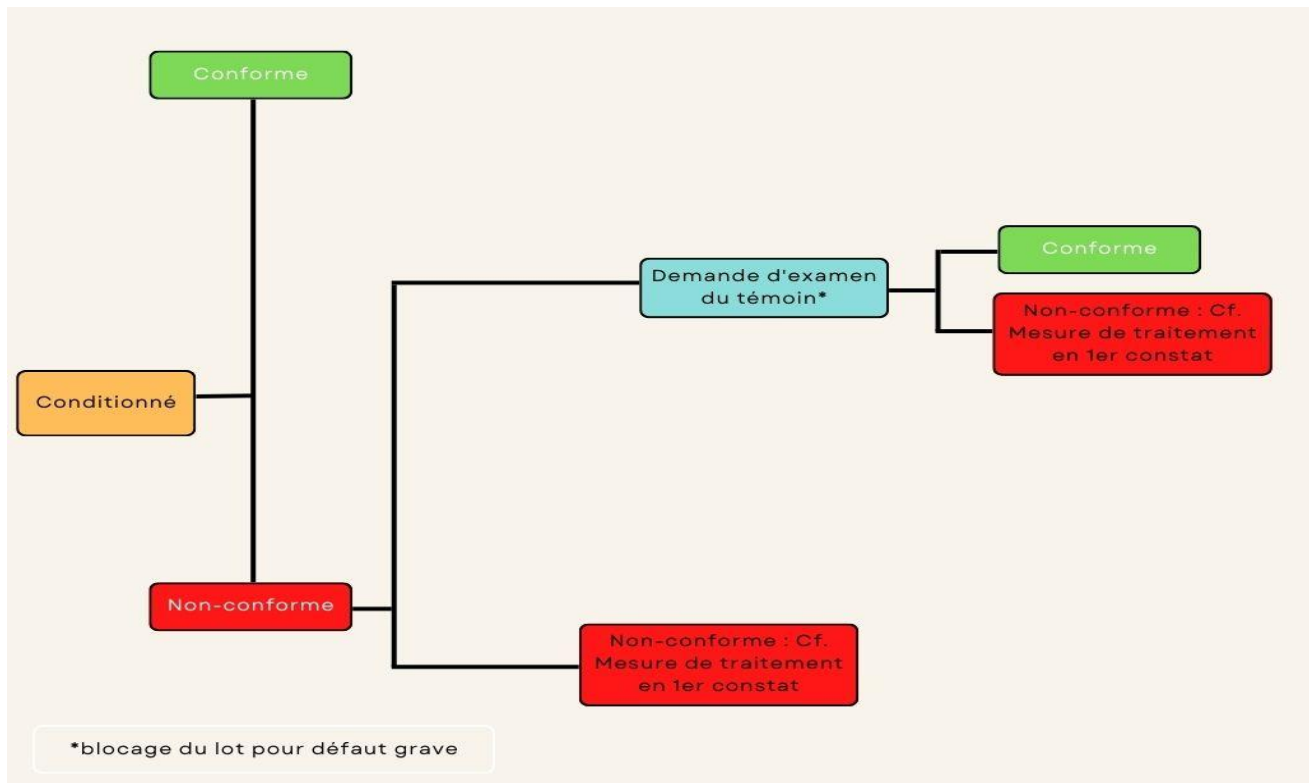 Conforme
Demande d'examen
du témoin*
Conforme
Non-conforme : Cf.
Mesure de traitement
en 1er constat
Conditionné
Non-conforme
Non-conforme : Cf.
Mesure de traitement
en 1er constat
*blocage du lot pour défaut grave